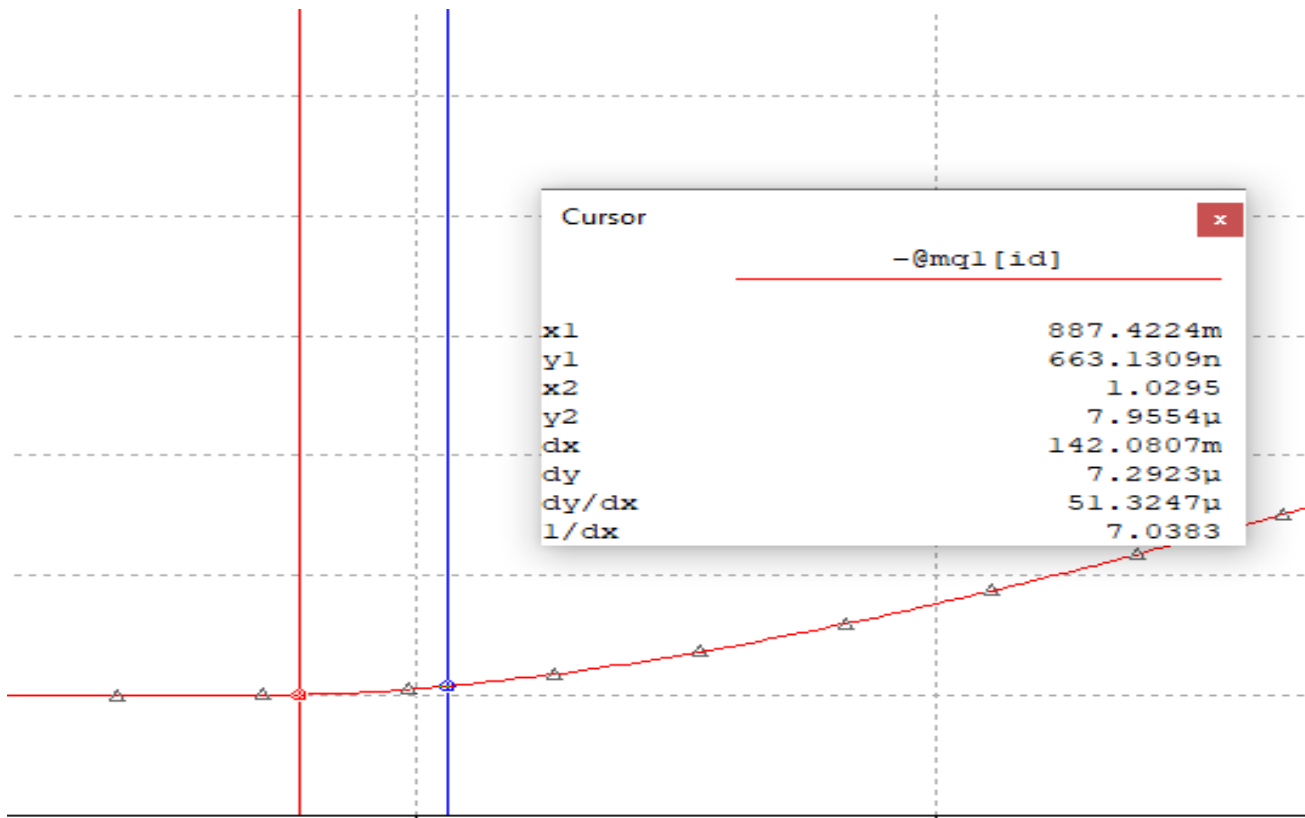 Cursor x
-@mq1[id]
x1 887.4224m
y1 663.1309n
x2 1.0295
y2 7.9554µ
dx 142.0807m
dy 7.2923µ
dy/dx 51.3247µ
1/dx 7.0383